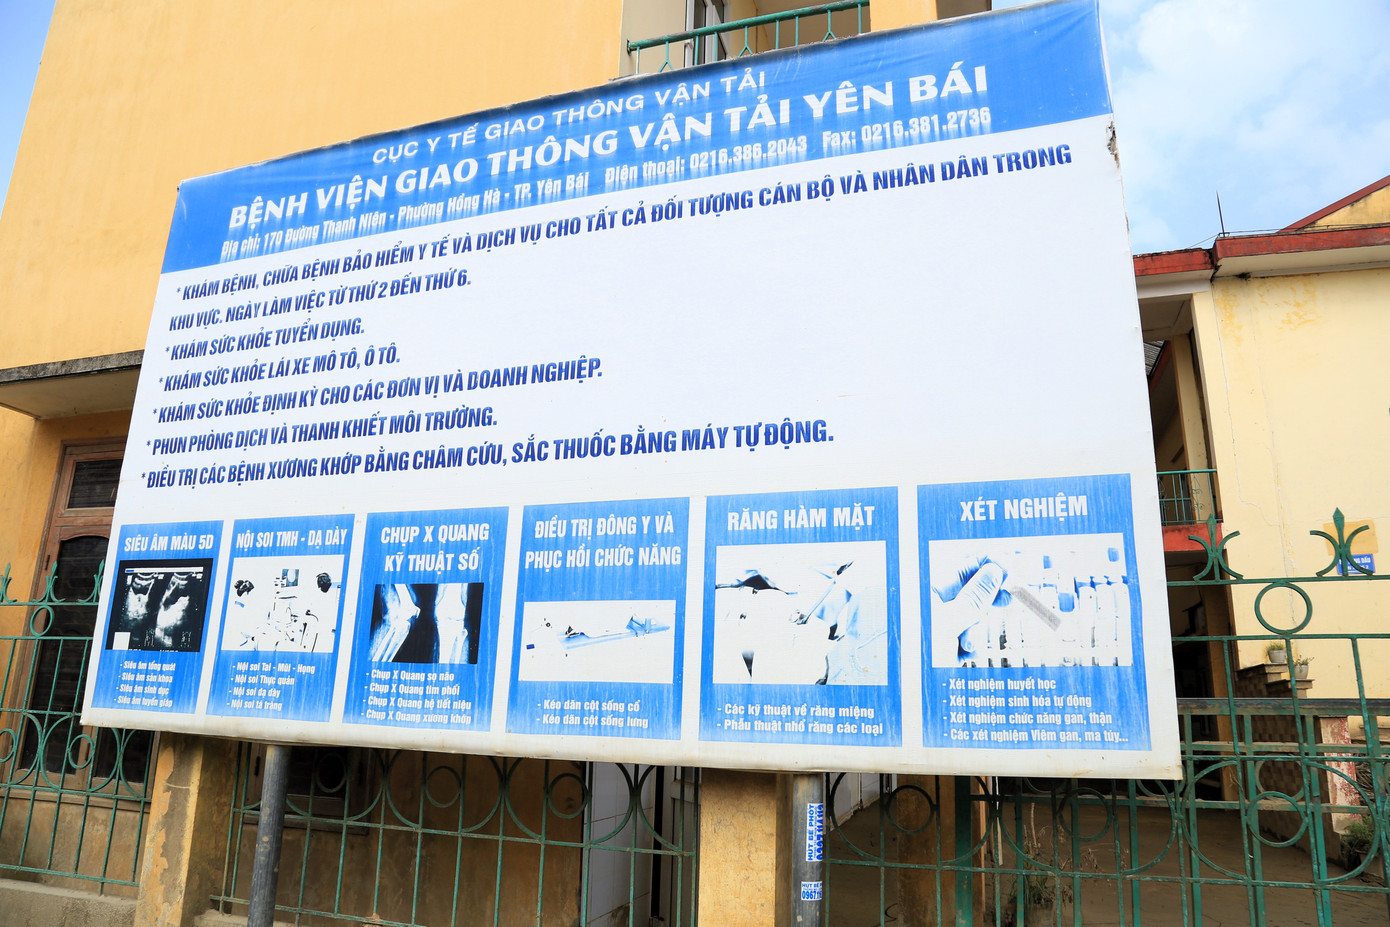 CỤC Y TẾ GIAO THÔNG VẬN TẢI
BỆNH VIỆN GIAO THÔNG VẬN TẢI YÊN BÁI
Địa chỉ: 170 Đường Thanh Niên - Phường Hồng Hà - TP. Yên Bái Điện thoại: 0216.386.2043 Fax: 0216.381.2736
* KHÁM BỆNH, CHỮA BỆNH BẢO HIỂM Y TẾ VÀ DỊCH VỤ CHO TẤT CẢ ĐỐI TƯỢNG CÁN BỘ VÀ NHÂN DÂN TRONG
KHU VỰC. NGÀY LÀM VIỆC TỪ THỨ 2 ĐẾN THỨ 6.
* KHÁM SỨC KHỎE TUYỂN DỤNG.
* KHÁM SỨC KHỎE LÁI XE MÔ TÔ, Ô TÔ.
* KHÁM SỨC KHỎE ĐỊNH KỲ CHO CÁC ĐƠN VỊ VÀ DOANH NGHIỆP.
* PHUN PHÒNG DỊCH VÀ THANH KHIẾT MÔI TRƯỜNG.
* ĐIỀU TRỊ CÁC BỆNH XƯƠNG KHỚP BẰNG CHÂM CỨU, SẮC THUỐC BẰNG MÁY TỰ ĐỘNG.
SIÊU ÂM MÀU 5D
- Siêu âm tổng quát
- Siêu âm sản khoa
- Siêu âm sinh dục
- Siêu âm tuyến giáp
NỘI SOI TMH - DẠ DÀY
- Nội soi Tai - Mũi - Họng
- Nội soi Thực quản
- Nội soi dạ dày
- Nội soi tá tràng
CHỤP X QUANG
KỸ THUẬT SỐ
- Chụp X Quang sọ não
- Chụp X Quang tim phổi
- Chụp X Quang hệ tiết niệu
- Chụp X Quang xương khớp
ĐIỀU TRỊ ĐÔNG Y VÀ
PHỤC HỒI CHỨC NĂNG
- Kéo dãn cột sống cổ
- Kéo dãn cột sống lưng
RĂNG HÀM MẶT
- Các kỹ thuật về răng miệng
- Phẫu thuật nhổ răng các loại
XÉT NGHIỆM
- Xét nghiệm huyết học
- Xét nghiệm sinh hóa tự động
- Xét nghiệm chức năng gan, thận
- Các xét nghiệm Viêm gan, ma túy...
HÚT BỂ PHỐT
HÚT BỂ
0967